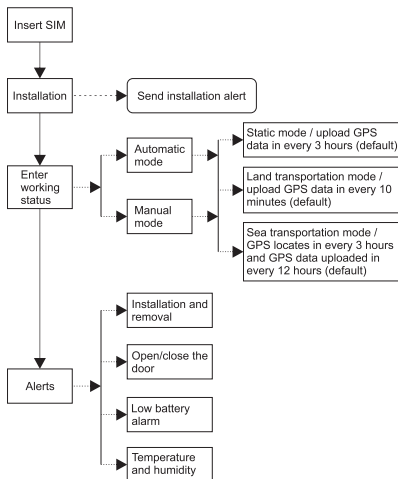 Insert SIM
Installation
Send installation alert
Enter
working
status
Automatic
mode
Manual
mode
Static mode / upload GPS
data in every 3 hours (default)
Land transportation mode /
upload GPS data in every 10
minutes (default)
Sea transportation mode /
GPS locates in every 3 hours
and GPS data uploaded in
every 12 hours (default)
Alerts
Installation and
removal
Open/close the
door
Low battery
alarm
Temperature
and humidity